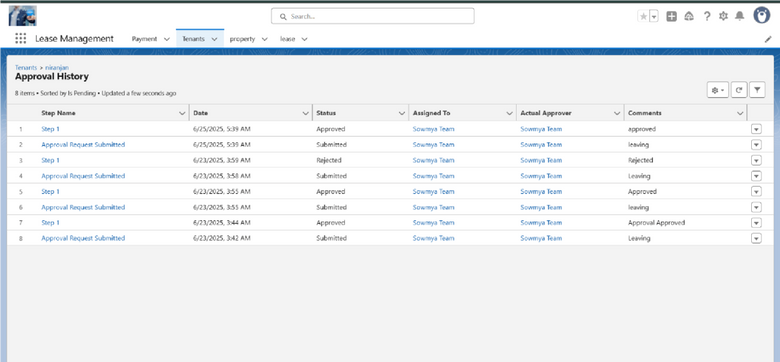 Search...
Lease Management Payment Tenants property lease
Tenants > niranjan
Approval History
8 items • Sorted by Is Pending • Updated a few seconds ago
Step Name Date Status Assigned To Actual Approver Comments
1 Step 1 6/25/2025, 5:39 AM Approved Sowmya Team Sowmya Team approved
2 Approval Request Submitted 6/25/2025, 5:39 AM Submitted Sowmya Team Sowmya Team leaving
3 Step 1 6/23/2025, 3:59 AM Rejected Sowmya Team Sowmya Team Rejected
4 Approval Request Submitted 6/23/2025, 3:58 AM Submitted Sowmya Team Sowmya Team Leaving
5 Step 1 6/23/2025, 3:55 AM Approved Sowmya Team Sowmya Team Approved
6 Approval Request Submitted 6/23/2025, 3:55 AM Submitted Sowmya Team Sowmya Team leaving
7 Step 1 6/23/2025, 3:44 AM Approved Sowmya Team Sowmya Team Approval Approved
8 Approval Request Submitted 6/23/2025, 3:42 AM Submitted Sowmya Team Sowmya Team Leaving